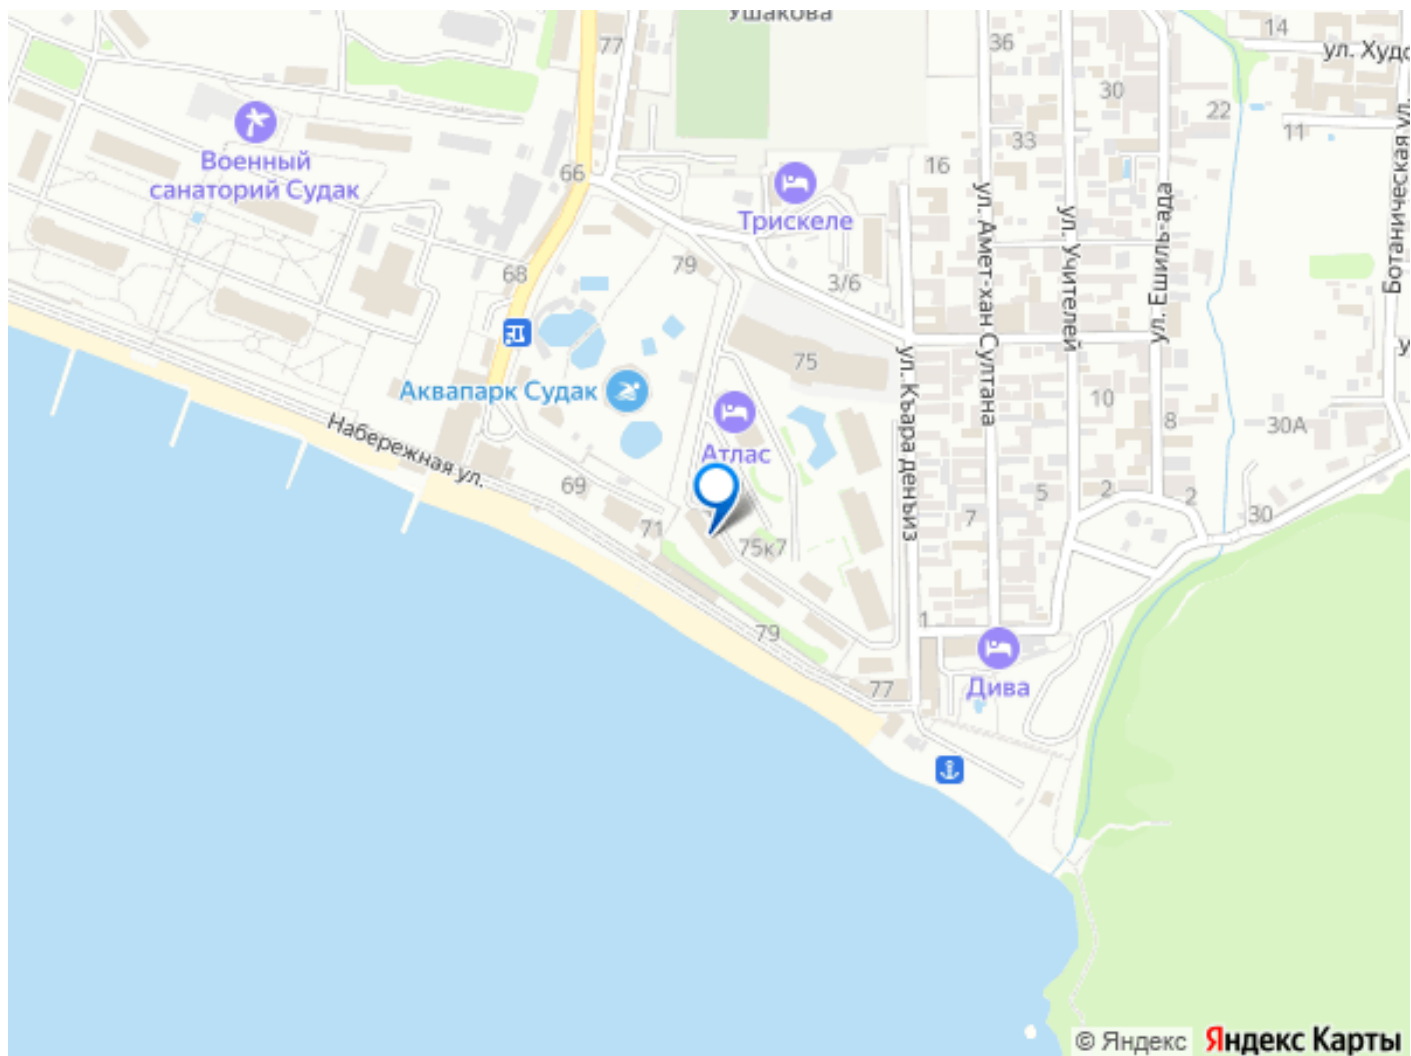 Ушакова
77
14
ул. Худо
36
30
22
11
33
Военный
санаторий Судак
66
16
Трискеле
ул. Амет-хан Султана
ул. Учителей
ул. Ешиль-ада
Ботаническая ул.
79
68
3/6
75
ул. Къара денъиз
У
Аквапарк Судак
10
8
30А
Набережная ул.
Атлас
69
71
75к7
7
5
2
2
30
79
1
77
Дива
© Яндекс
Яндекс Карты